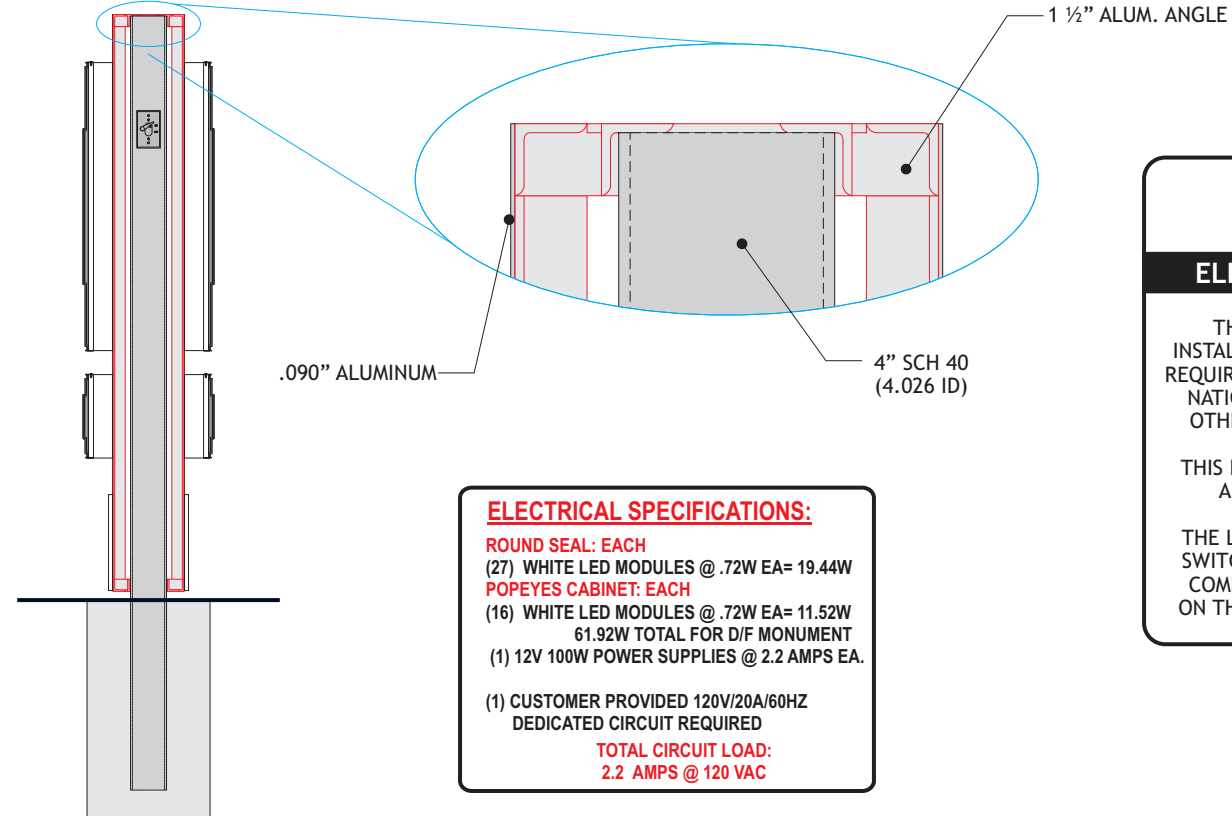 1 ½” ALUM. ANGLE
.090” ALUMINUM
4” SCH 40
(4.026 ID)
ELECTRICAL SPECIFICATIONS:
ROUND SEAL: EACH
(27) WHITE LED MODULES @ .72W EA= 19.44W
POPEYES CABINET: EACH
(16) WHITE LED MODULES @ .72W EA= 11.52W
61.92W TOTAL FOR D/F MONUMENT
(1) 12V 100W POWER SUPPLIES @ 2.2 AMPS EA.
(1) CUSTOMER PROVIDED 120V/20A/60HZ
DEDICATED CIRCUIT REQUIRED
TOTAL CIRCUIT LOAD:
2.2 AMPS @ 120 VAC
THIS
THE
ON